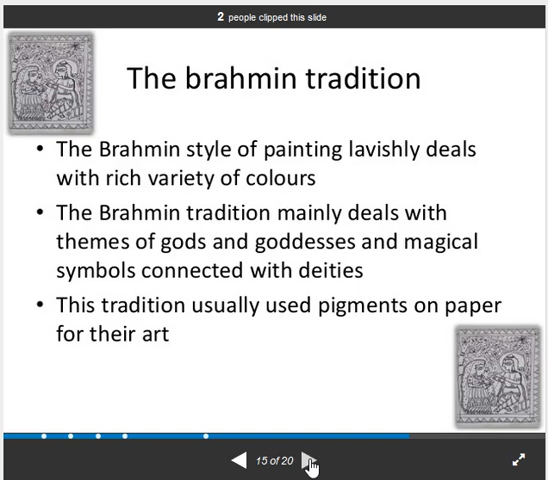 2 people clipped this slide
The brahmin tradition
• The Brahmin style of painting lavishly deals
with rich variety of colours
• The Brahmin tradition mainly deals with
themes of gods and goddesses and magical
symbols connected with deities
• This tradition usually used pigments on paper
for their art
15 of 20